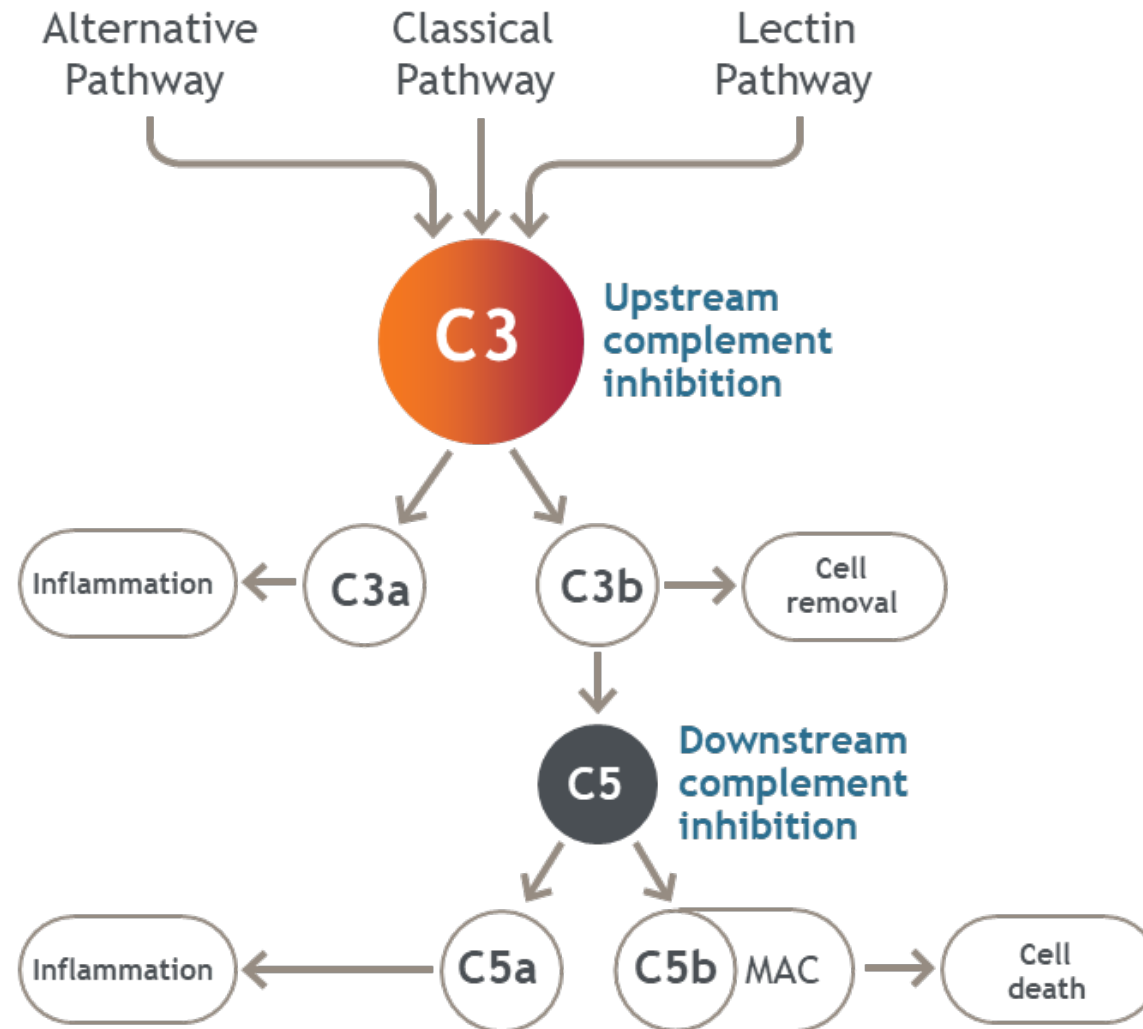 Alternative
Pathway
Classical
Pathway
Lectin
Pathway
C3
Upstream
complement
inhibition
Inflammation
C3a
C3b
Cell
removal
C5
Downstream
complement
inhibition
Inflammation
C5a
C5b
MAC
Cell
death